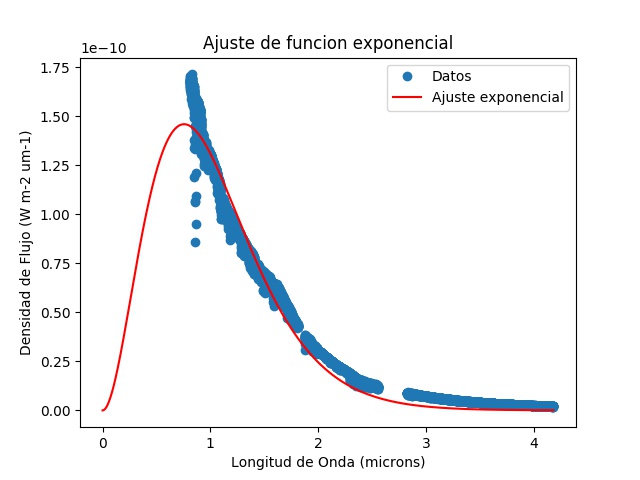 Ajuste de funcion exponencial
1e−10
1.75
1.50
1.25
1.00
0.75
0.50
0.25
0.00
Densidad de Flujo (W m-2 um-1)
Datos
Ajuste exponencial
0
1
2
3
4
Longitud de Onda (microns)